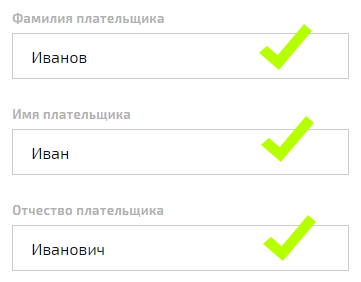 Фамилия плательщика
Иванов
Имя плательщика
Иван
Отчество плательщика
Иванович